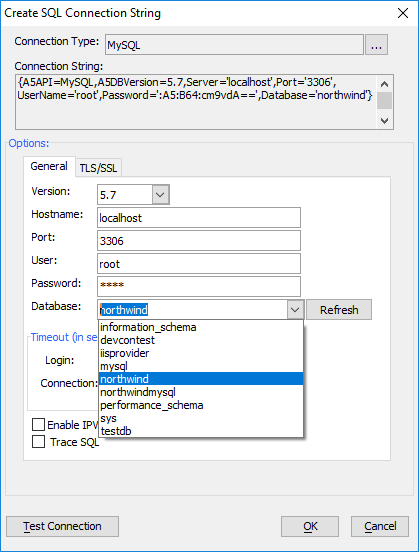 Create SQL Connection String
Connection Type: MySQL ...
Connection String:
{A5API=MySQL,A5DBVersion=5.7,Server='localhost',Port='3306',
UserName='root',Password=':A5:B64:cm9vdA==',Database='northwind'}
Options:
General TLS/SSL
Version: 5.7
Hostname: localhost
Port: 3306
User: root
Password: ****
Database: northwind Refresh
information_schema
devcontest
iisprovider
mysql
northwind
northwindmysql
performance_schema
sys
testdb
Timeout (in se
Login:
Connection:
Enable IPV
Trace SQL
Test Connection OK Cancel